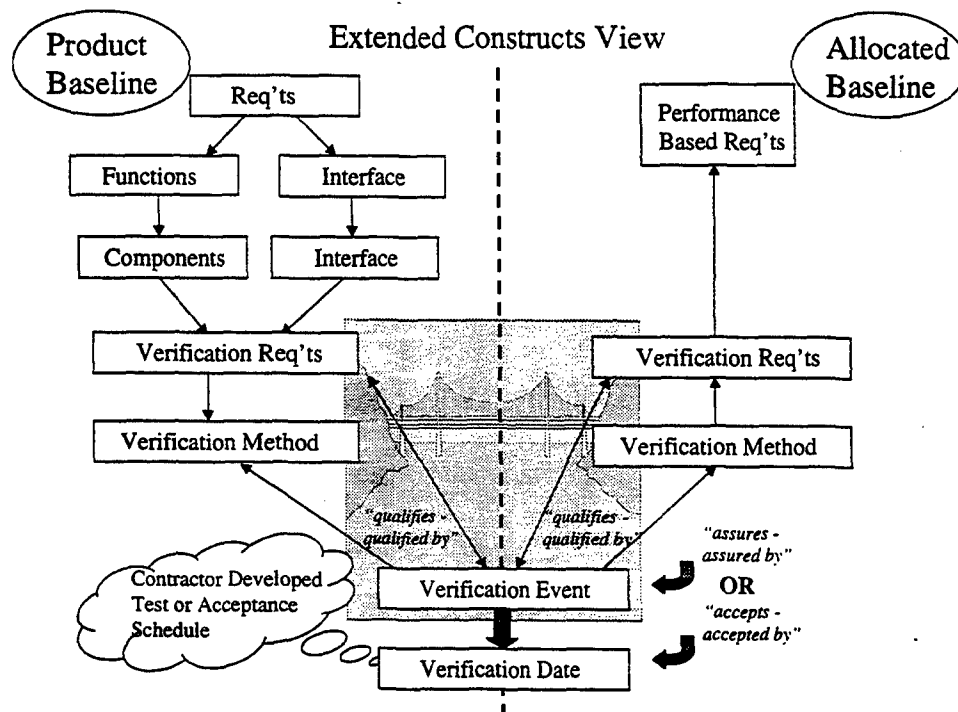 Product
Baseline
Extended Constructs View
Allocated
Baseline
Req'ts
Performance
Based Req'ts
Functions
Interface
Components
Interface
Verification Req'ts
Verification Req'ts
Verification Method
Verification Method
"qualifies -
qualified by"
"qualifies -
qualified by"
"assures -
assured by"
OR
"accepts -
accepted by"
Contractor Developed
Test or Acceptance
Schedule
Verification Event
Verification Date